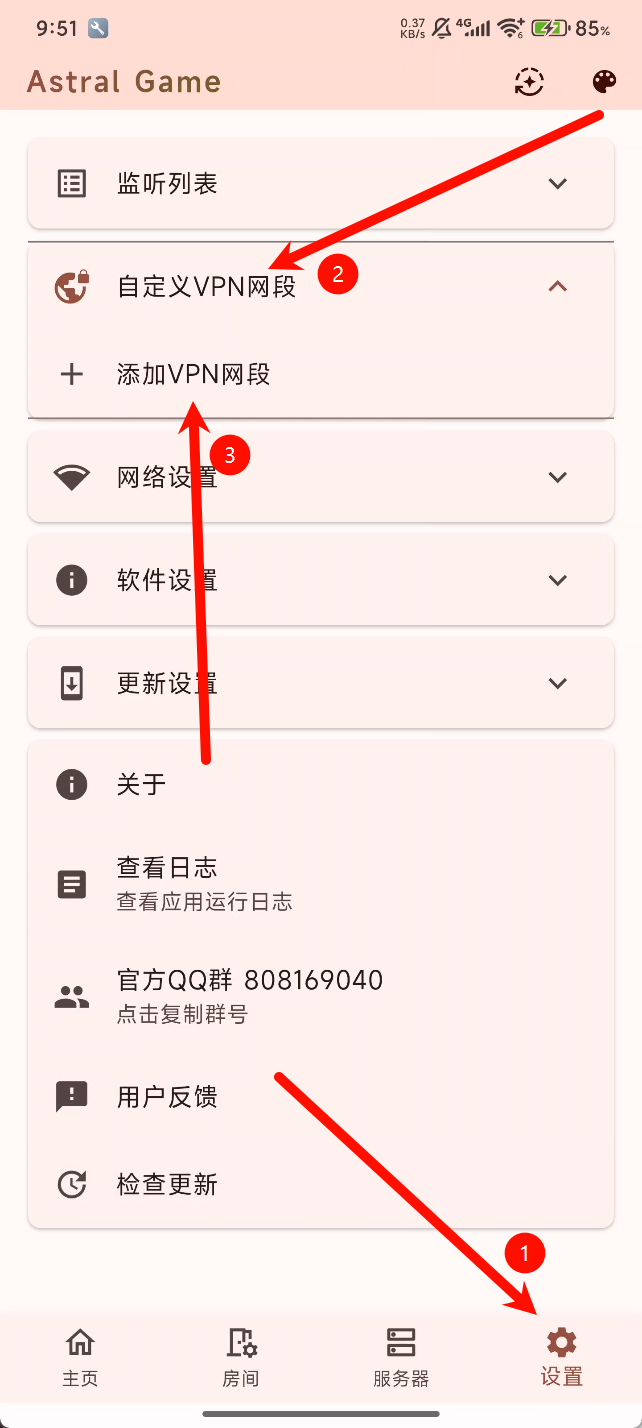 9:51
0.37 KB/s 4G 6 85%
Astral Game
监听列表
自定义VPN网段
2
添加VPN网段
3
网络设置
软件设置
更新设置
关于
查看日志
查看应用运行日志
官方QQ群 808169040
点击复制群号
用户反馈
检查更新
1
主页
房间
服务器
设置